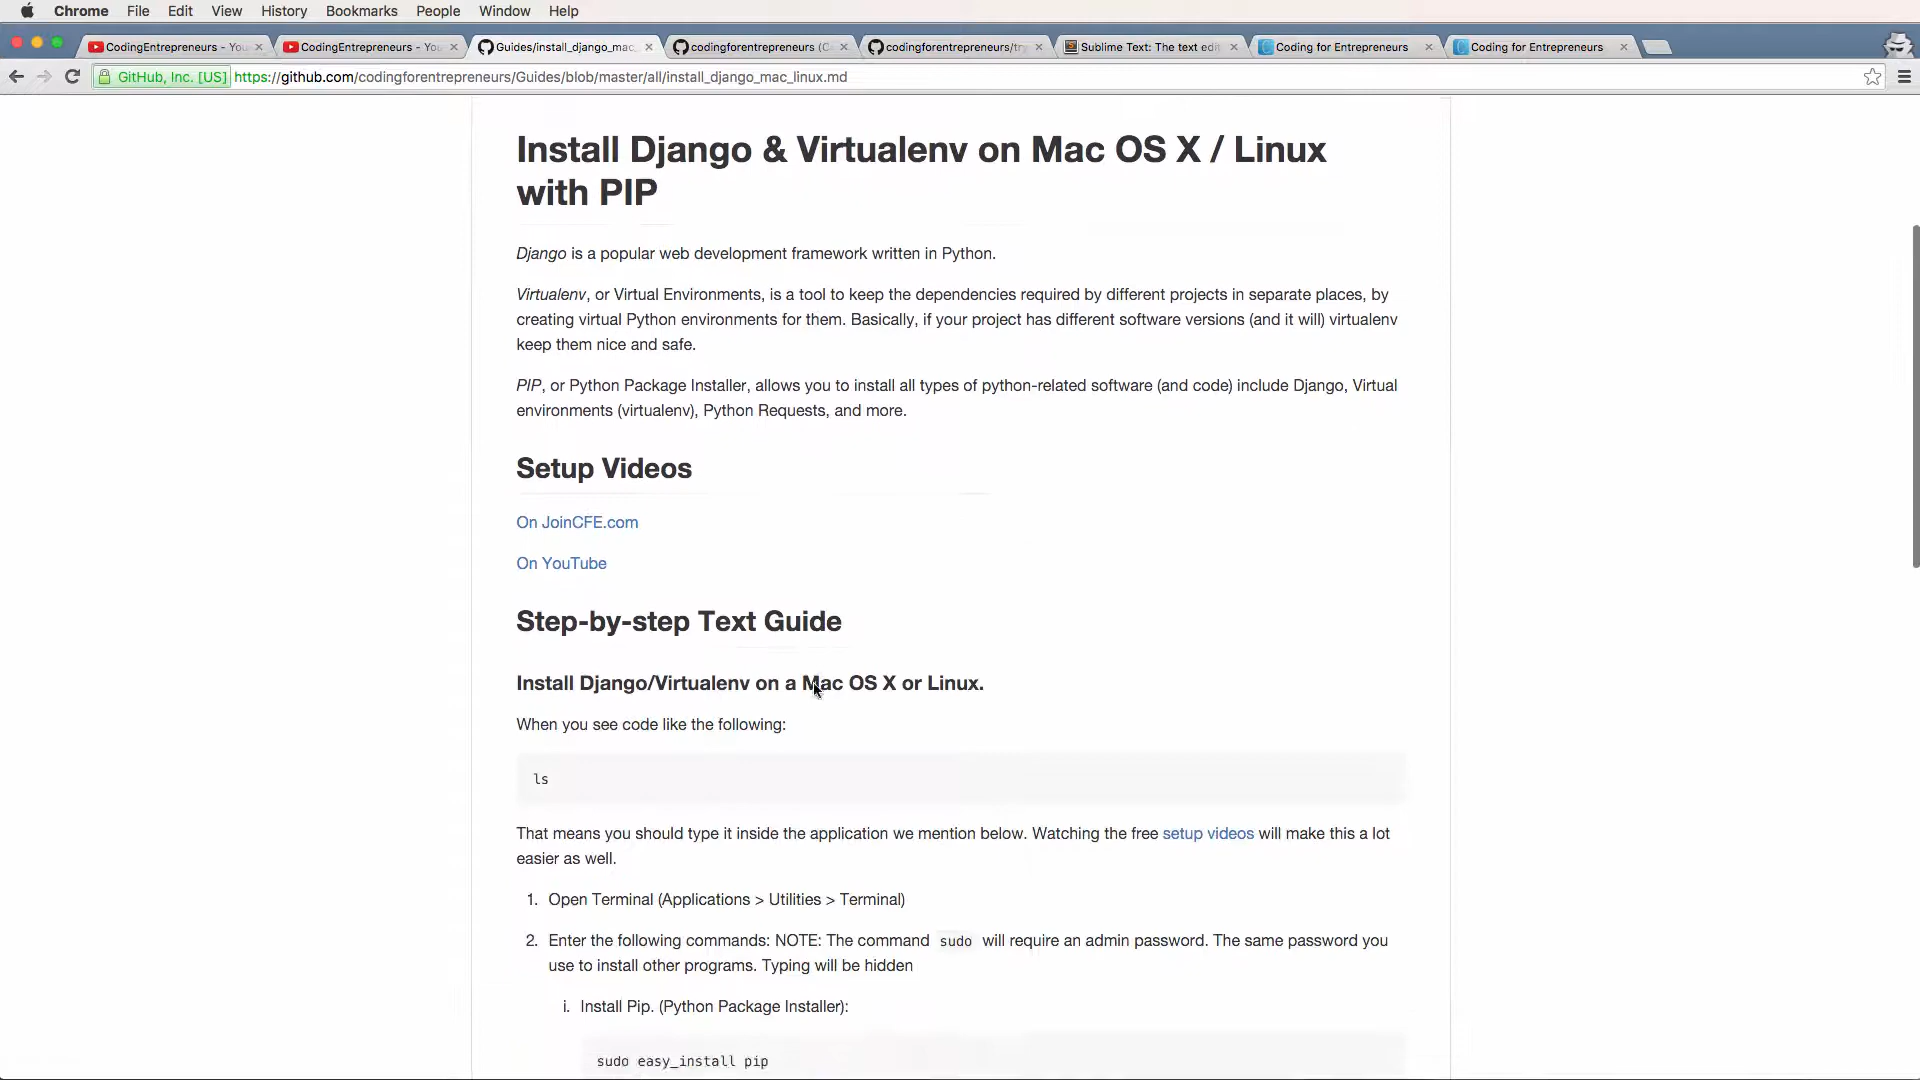 Chrome File Edit View History Bookmarks People Window Help
CodingEntrepreneurs - You
CodingEntrepreneurs - Yo
Guides/install_django_mac
codingforentrepreneurs (C
codingforentrepreneurs/try
Sublime Text: The text edit
Coding for Entrepreneurs
Coding for Entrepreneurs
GitHub, Inc. [US] https://github.com/codingforentrepreneurs/Guides/blob/master/all/install_django_mac_linux.md
Install Django & Virtualenv on Mac OS X / Linux
with PIP
Django is a popular web development framework written in Python.
Virtualenv, or Virtual Environments, is a tool to keep the dependencies required by different projects in separate places, by
creating virtual Python environments for them. Basically, if your project has different software versions (and it will) virtualenv
keep them nice and safe.
PIP, or Python Package Installer, allows you to install all types of python-related software (and code) include Django, Virtual
environments (virtualenv), Python Requests, and more.
Setup Videos
On JoinCFE.com
On YouTube
Step-by-step Text Guide
Install Django/Virtualenv on a Mac OS X or Linux.
When you see code like the following:
ls
That means you should type it inside the application we mention below. Watching the free setup videos will make this a lot
easier as well.
1. Open Terminal (Applications > Utilities > Terminal)
2. Enter the following commands: NOTE: The command sudo will require an admin password. The same password you
use to install other programs. Typing will be hidden
i. Install Pip. (Python Package Installer):
sudo easy_install pip